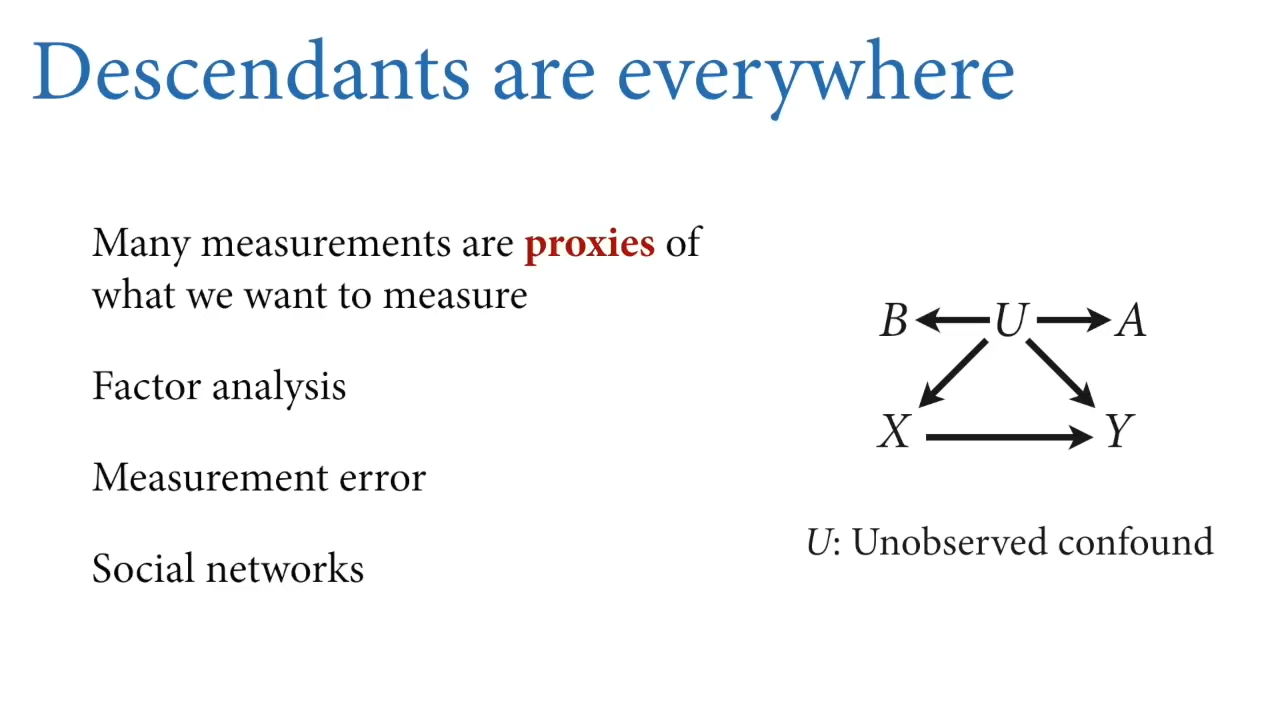 Descendants are everywhere
Many measurements are proxies of
what we want to measure
Factor analysis
Measurement error
Social networks
B U A
X Y
U: Unobserved confound